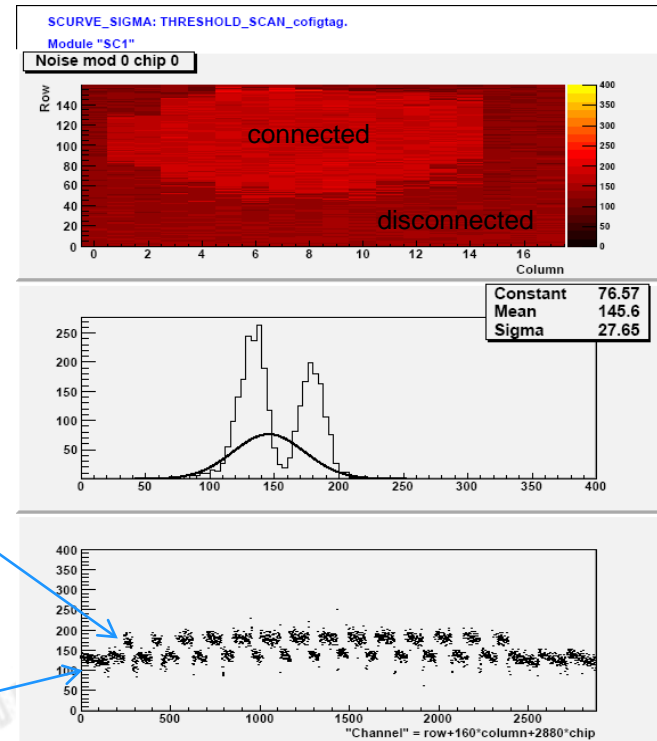 SCURVE_SIGMA: THRESHOLD_SCAN_cofigtag.
Module "SC1"
Noise mod 0 chip 0
Row
140
120
100
80
60
40
20
0
connected
disconnected
400
350
300
250
200
150
100
50
0
0 2 4 6 8 10 12 14 16
Column
Constant 76.57
Mean 145.6
Sigma 27.65
250
200
150
100
50
0 50 100 150 200 250 300 350 400
400
350
300
250
200
150
100
50
0
0 500 1000 1500 2000 2500
"Channel" = row+160*column+2880*chip